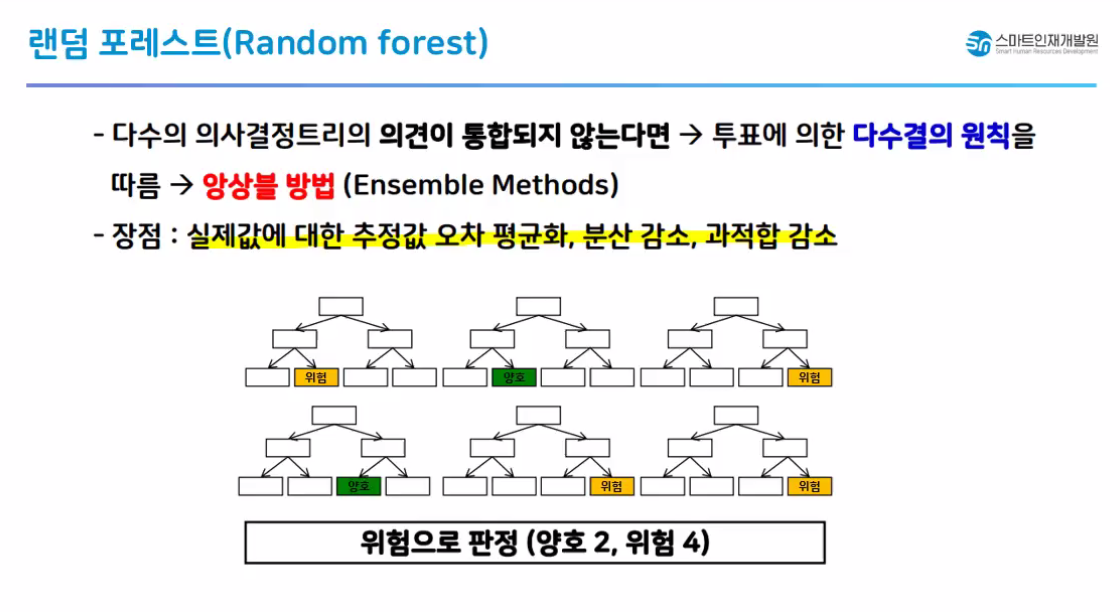 랜덤 포레스트(Random forest)
스마트인재개발원
Smart Human Resources Development
- 다수의 의사결정트리의 의견이 통합되지 않는다면 → 투표에 의한 다수결의 원칙을
따름 → 앙상블 방법 (Ensemble Methods)
- 장점 : 실제값에 대한 추정값 오차 평균화, 분산 감소, 과적합 감소
위험 양호 위험
양호 위험 위험
위험으로 판정 (양호 2, 위험 4)